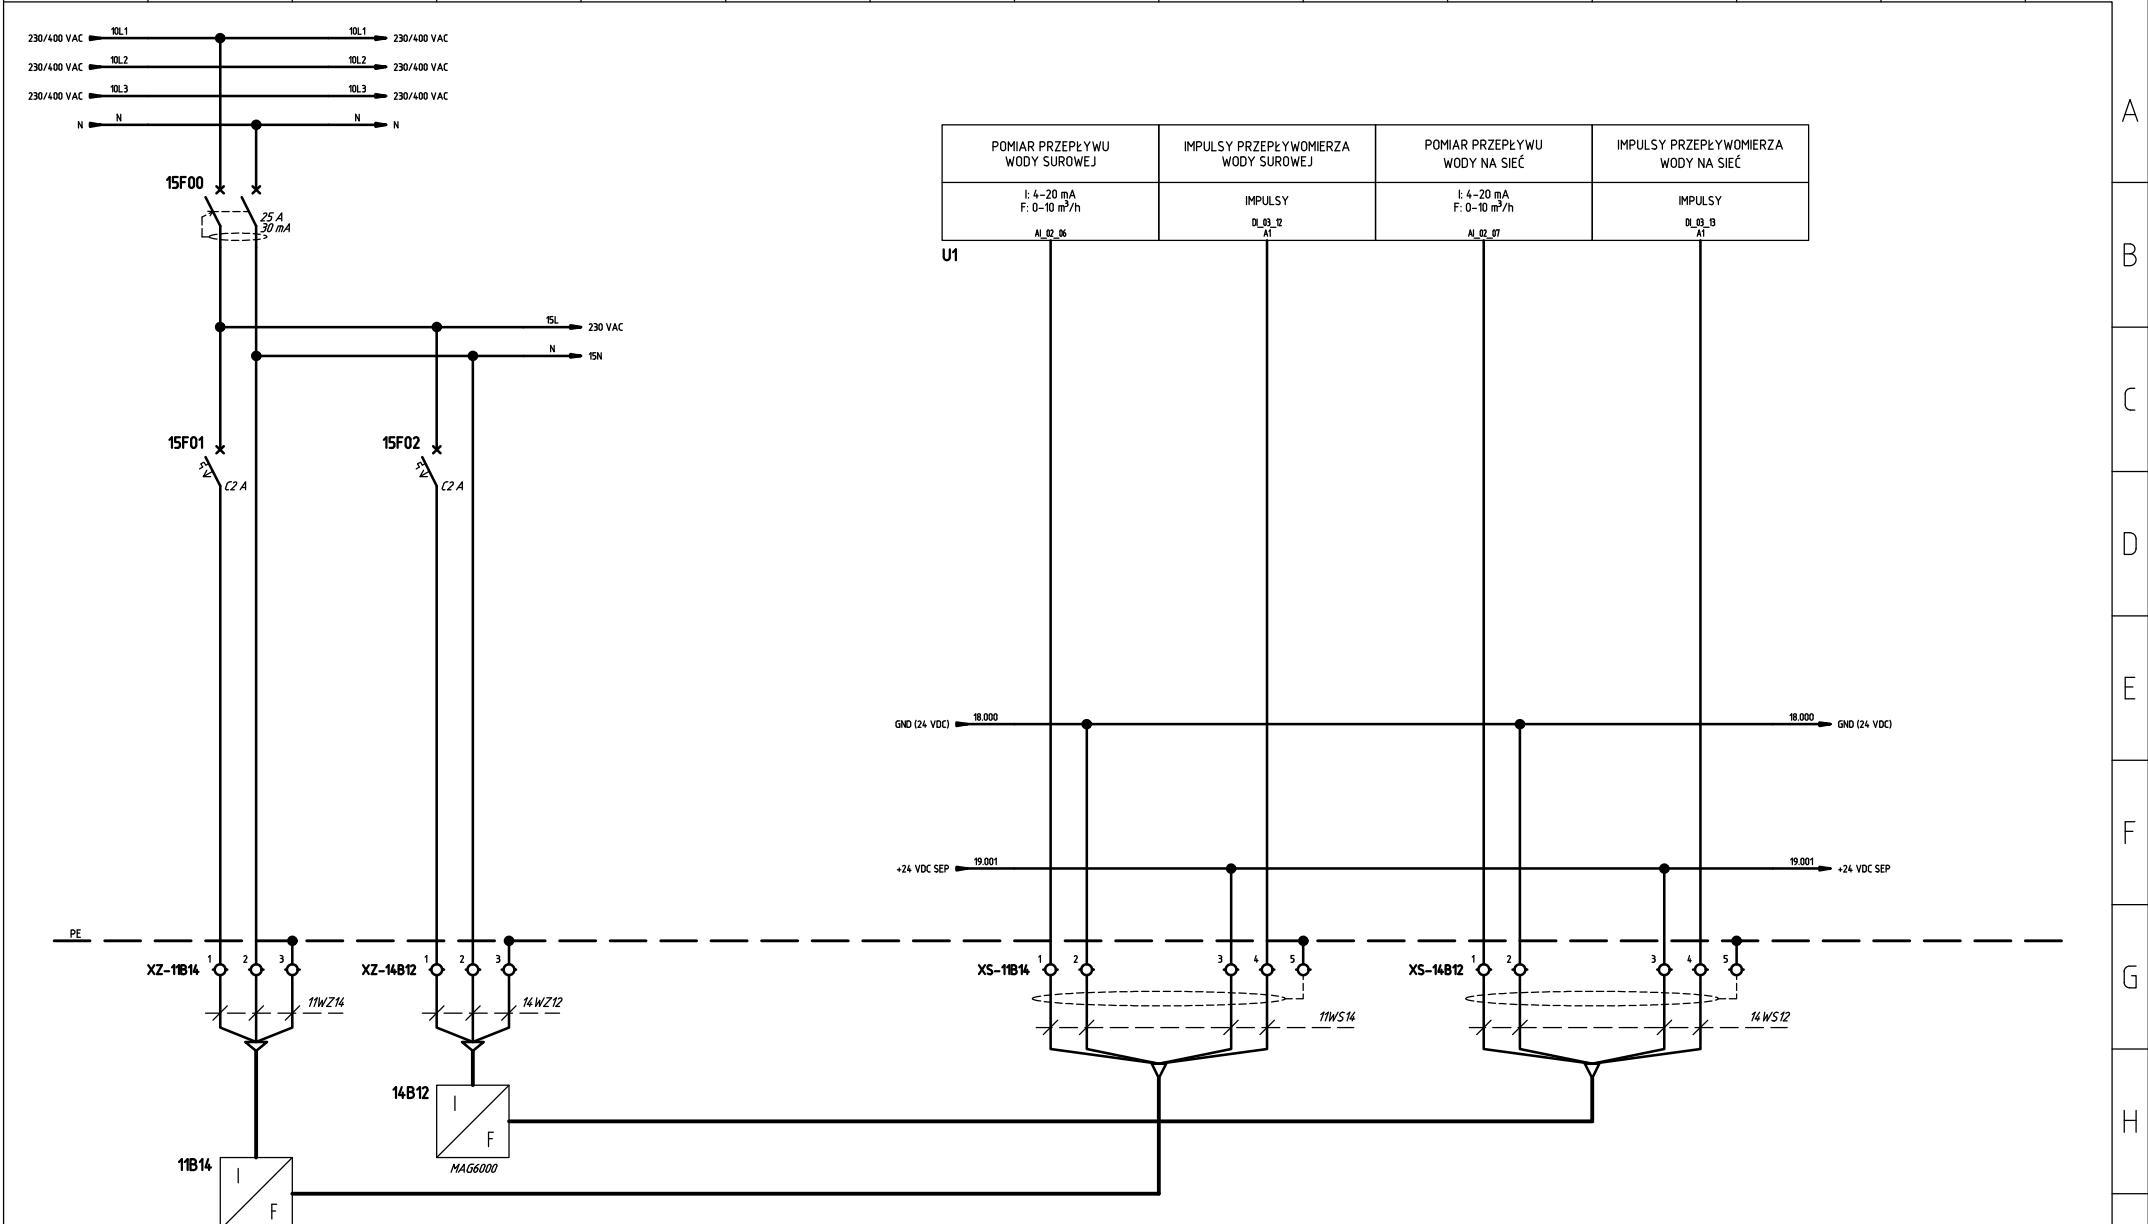 230/400 VAC 10L1 10L1 230/400 VAC
230/400 VAC 10L2 10L2 230/400 VAC
230/400 VAC 10L3 10L3 230/400 VAC
N N N N
A
POMIAR PRZEPŁYWU
WODY SUROWEJ
IMPULSY PRZEPŁYWOMIERZA
WODY SUROWEJ
POMIAR PRZEPŁYWU
WODY NA SIEĆ
IMPULSY PRZEPŁYWOMIERZA
WODY NA SIEĆ
I: 4-20 mA
F: 0-10 m³/h
AI_02_06
IMPULSY
DI_03_12
A1
I: 4-20 mA
F: 0-10 m³/h
AI_02_07
IMPULSY
DI_03_13
A1
U1
15F00
25 A
30 mA
B
15L 230 VAC
N 15N
C
15F01
C2 A
15F02
C2 A
D
E
GND (24 VDC) 18.000 18.000 GND (24 VDC)
F
+24 VDC SEP 19.001 19.001 +24 VDC SEP
PE
XZ-11B14 1 2 3
XZ-14B12 1 2 3
XS-11B14 1 2 3 4 5
XS-14B12 1 2 3 4 5
G
11WZ14
14WZ12
11WS14
14WS12
14B12
I
F
MAG6000
H
11B14
I
F